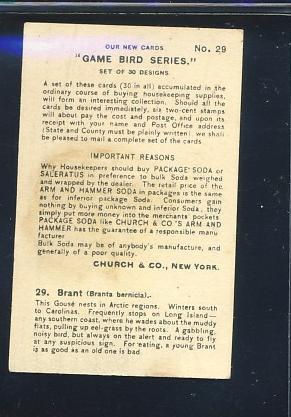 OUR NEW CARDS No. 29
"GAME BIRD SERIES."
SET OF 30 DESIGNS
A set of these cards (30 in all) accumulated in the
ordinary course of buying housekeeping supplies,
will form an interesting collection. Should all the
cards be desired immediately, six two-cent stamps
will about pay the cost and postage, and upon its
receipt with your name and Post Office address
(State and County must be plainly written) we shall
be pleased to mail a complete set of the cards
IMPORTANT REASONS
Why Housekeepers should buy PACKAGE SODA or
SALERATUS in preference to bulk Soda weighed
and wrapped by the dealer. The retail price of the
ARM AND HAMMER SODA in packages is the same
as for inferior package Soda. Consumers gain
nothing by buying unknown and inferior Soda, they
simply put more money into the merchants' pockets
PACKAGE SODA like CHURCH & CO'S ARM AND
HAMMER has the guarantee of a responsible manu
facturer
Bulk Soda may be of anybody's manufacture, and
generally of a poor quality.
CHURCH & CO., NEW YORK.
29. Brant (Branta bernicia).-
This Goose nests in Arctic regions. Winters south
to Carolinas. Frequently stops on Long Island—
any southern coast, where he wades about the muddy
flats, pulling up eel-grass by the roots. A gabbling,
noisy bird, but always on the alert and ready to fly
at any suspicious sign. For eating, a young Brant
is as good as an old one is bad